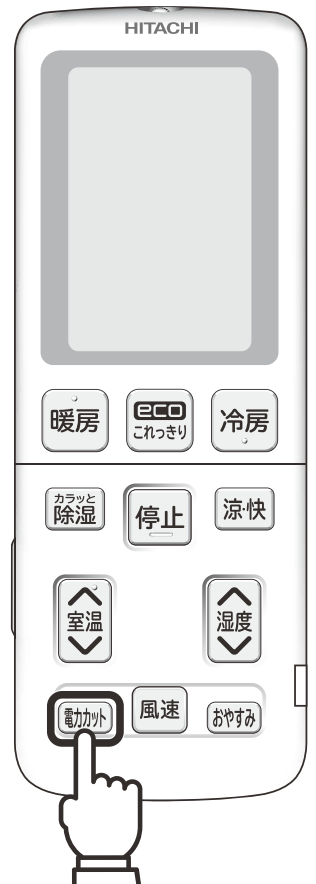 HITACHI
暖房
eco
これっきり
冷房
カラッと
除湿
停止
涼・快
室温
湿度
電力カット
風速
おやすみ